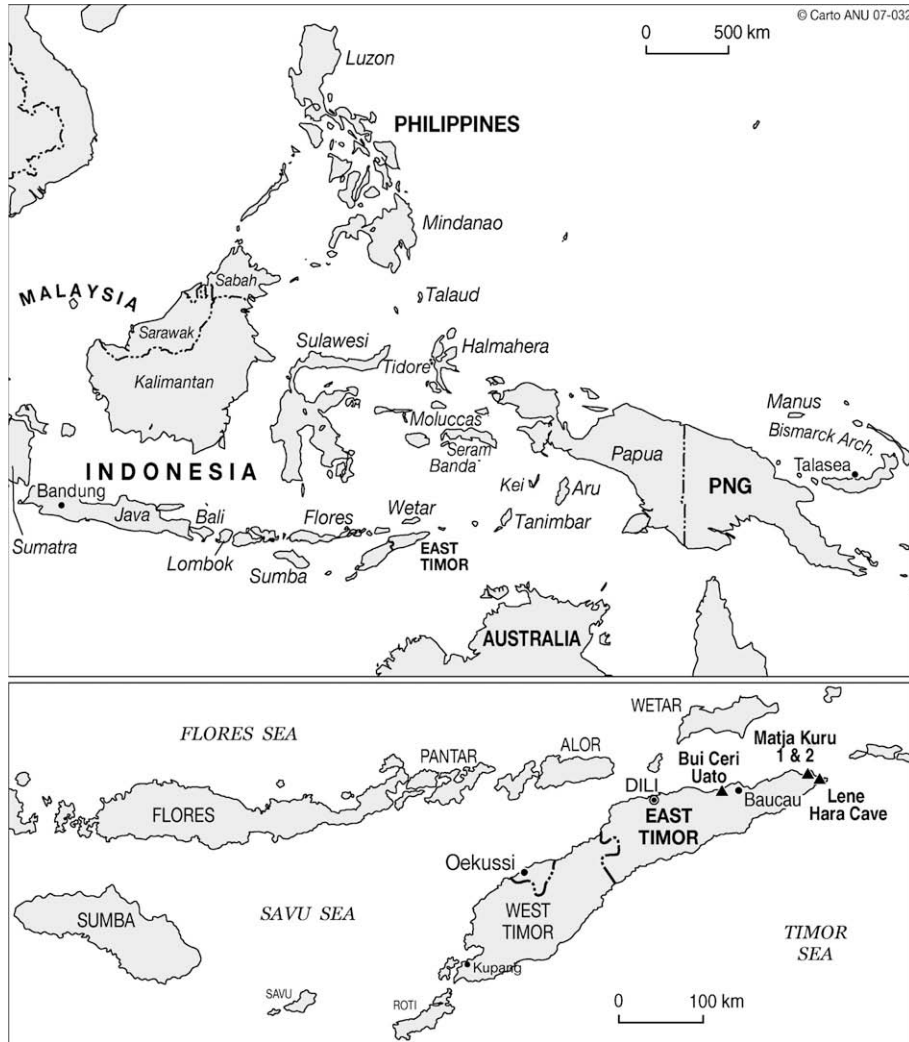 © Carto ANU 07-032
0 500 km
Luzon
PHILIPPINES
Mindanao
Sabah
MALAYSIA
Talaud
Sarawak
Sulawesi
Halmahera
Tidore
Kalimantan
Manus
Moluccas
Bismarck Arch.
Seram
Papua
Banda
Talasea
INDONESIA
Kei
Aru
PNG
Bandung
Java
Bali
Flores
Wetar
Tanimbar
Sumatra
Lombok
EAST
TIMOR
Sumba
AUSTRALIA
WETAR
FLORES SEA
Matja Kuru
1 & 2
PANTAR
ALOR
Bui Ceri
Uato
DILI
Baucau
Lene
Hara Cave
FLORES
EAST
TIMOR
Oekussi
SUMBA
SAVU SEA
WEST
TIMOR
TIMOR
SEA
Kupang
SAVU
ROTI
0 100 km